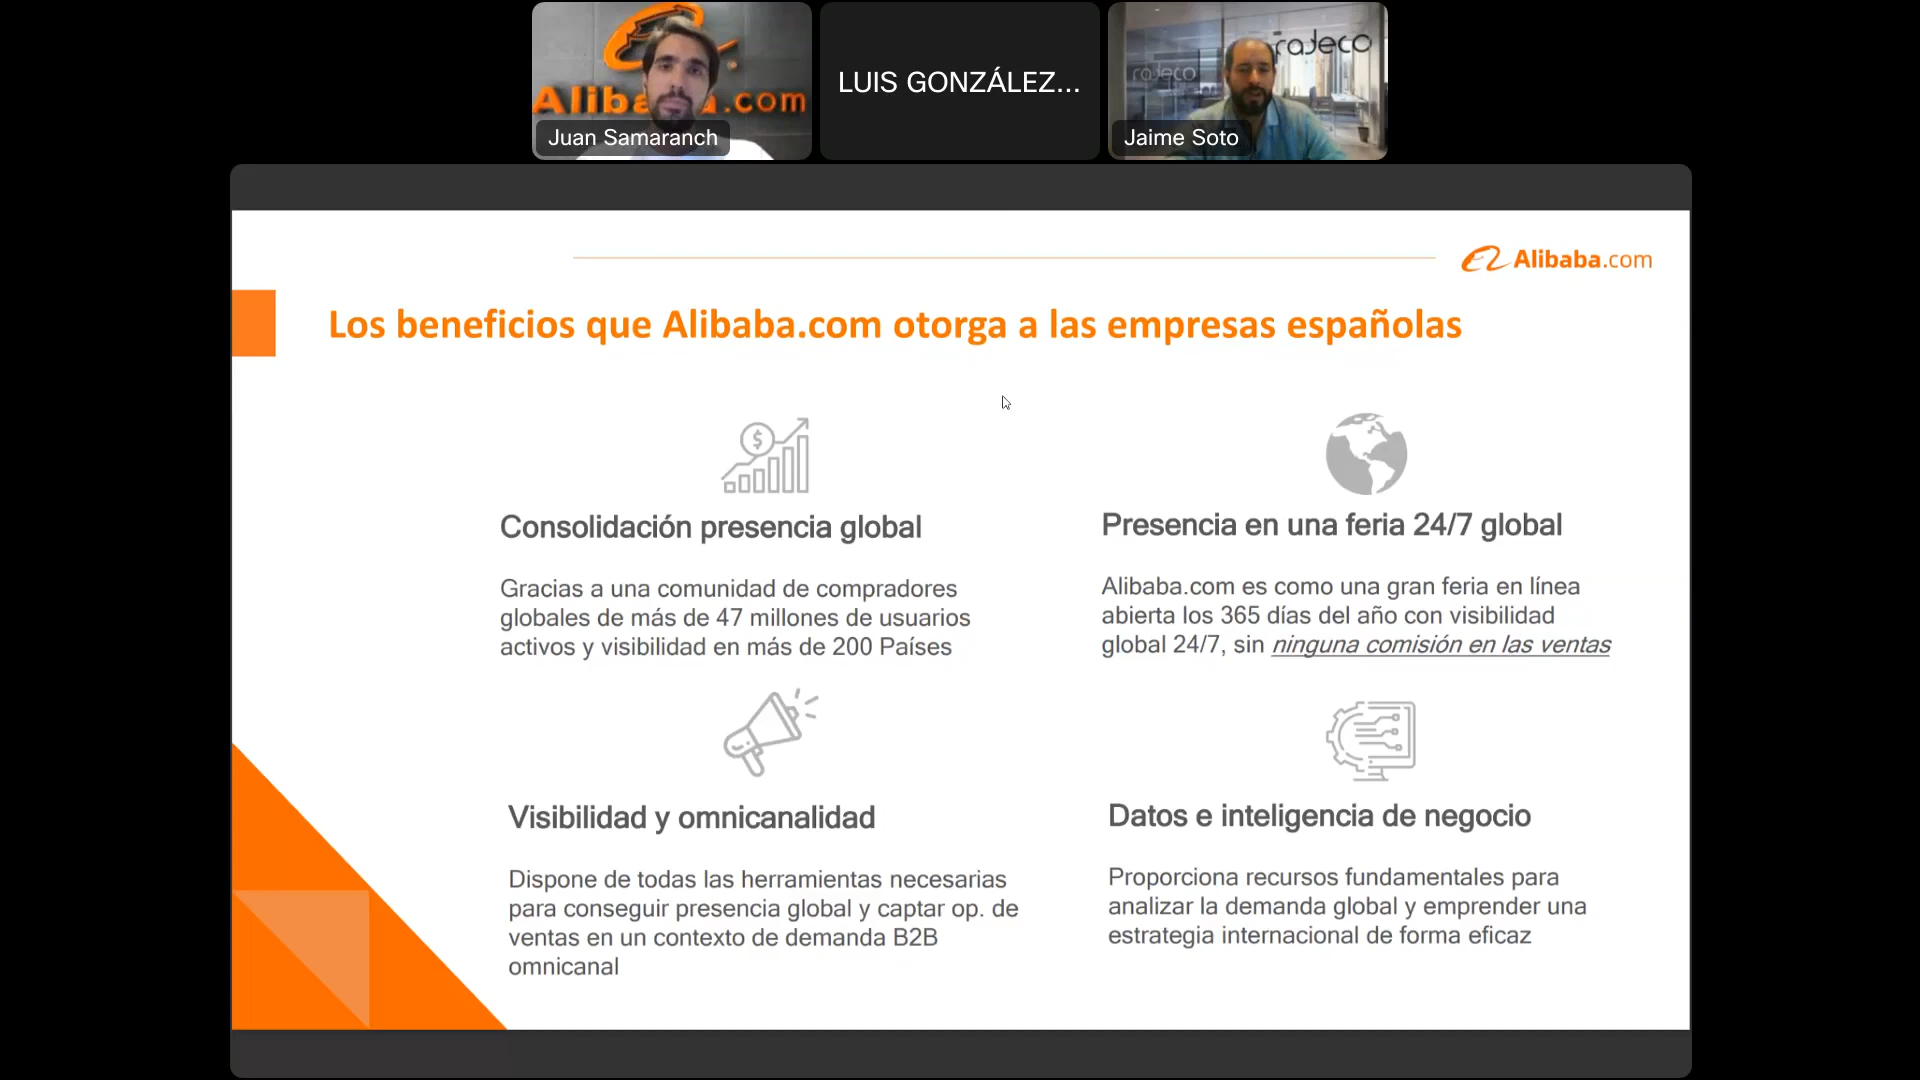 Alibaba.com
Juan Samaranch
LUIS GONZÁLEZ...
rajeco
rajeco
Jaime Soto
Alibaba.com
Los beneficios que Alibaba.com otorga a las empresas españolas
$
Consolidación presencia global
Gracias a una comunidad de compradores
globales de más de 47 millones de usuarios
activos y visibilidad en más de 200 Países
Presencia en una feria 24/7 global
Alibaba.com es como una gran feria en línea
abierta los 365 días del año con visibilidad
global 24/7, sin ninguna comisión en las ventas
Visibilidad y omnicanalidad
Dispone de todas las herramientas necesarias
para conseguir presencia global y captar op. de
ventas en un contexto de demanda B2B
omnicanal
Datos e inteligencia de negocio
Proporciona recursos fundamentales para
analizar la demanda global y emprender una
estrategia internacional de forma eficaz